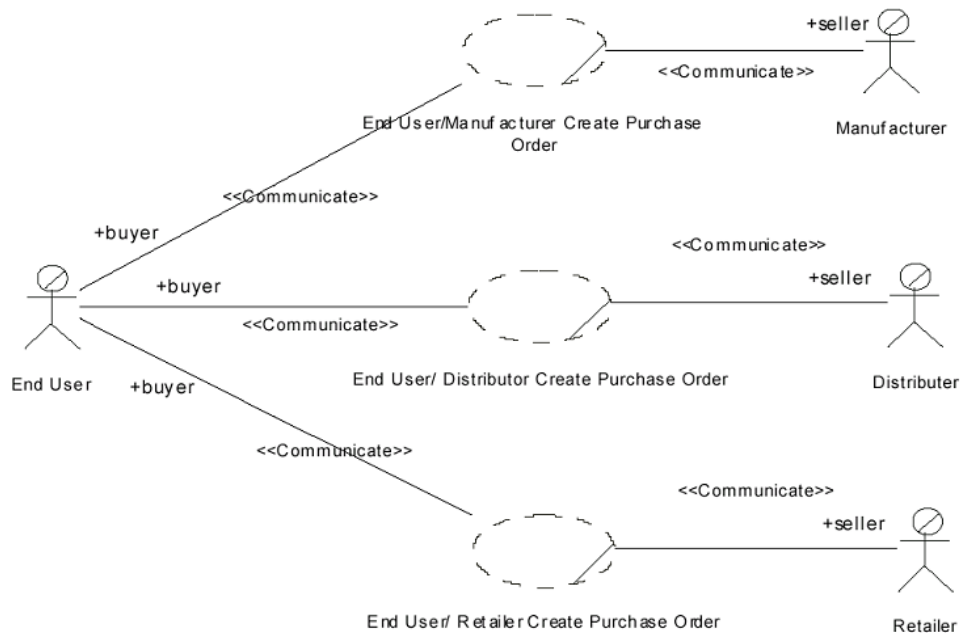 +seller
<<Communicate>>
End User/Manufacturer Create Purchase
Order
Manufacturer
<<Communicate>>
+buyer
<<Communicate>>
+buyer
+seller
<<Communicate>>
End User
+buyer
End User/ Distributor Create Purchase Order
Distributer
<<Communicate>>
<<Communicate>>
+seller
End User/ Retailer Create Purchase Order
Retailer